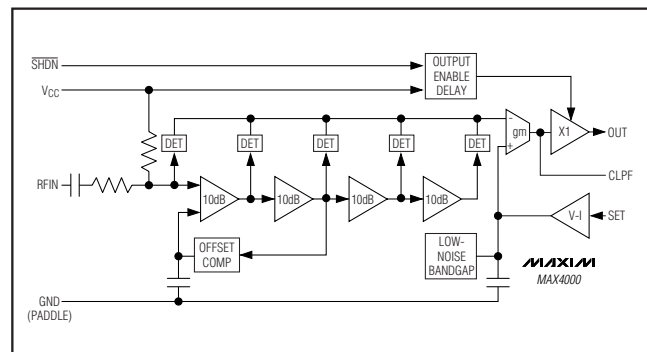 SHDN
OUTPUT
ENABLE
DELAY
VCC
DET
DET
DET
DET
DET
-
gm
+
X1
OUT
CLPF
RFIN
10dB
10dB
10dB
10dB
V-I
SET
OFFSET
COMP
LOW-
NOISE
BANDGAP
MAXIM
MAX4000
GND
(PADDLE)